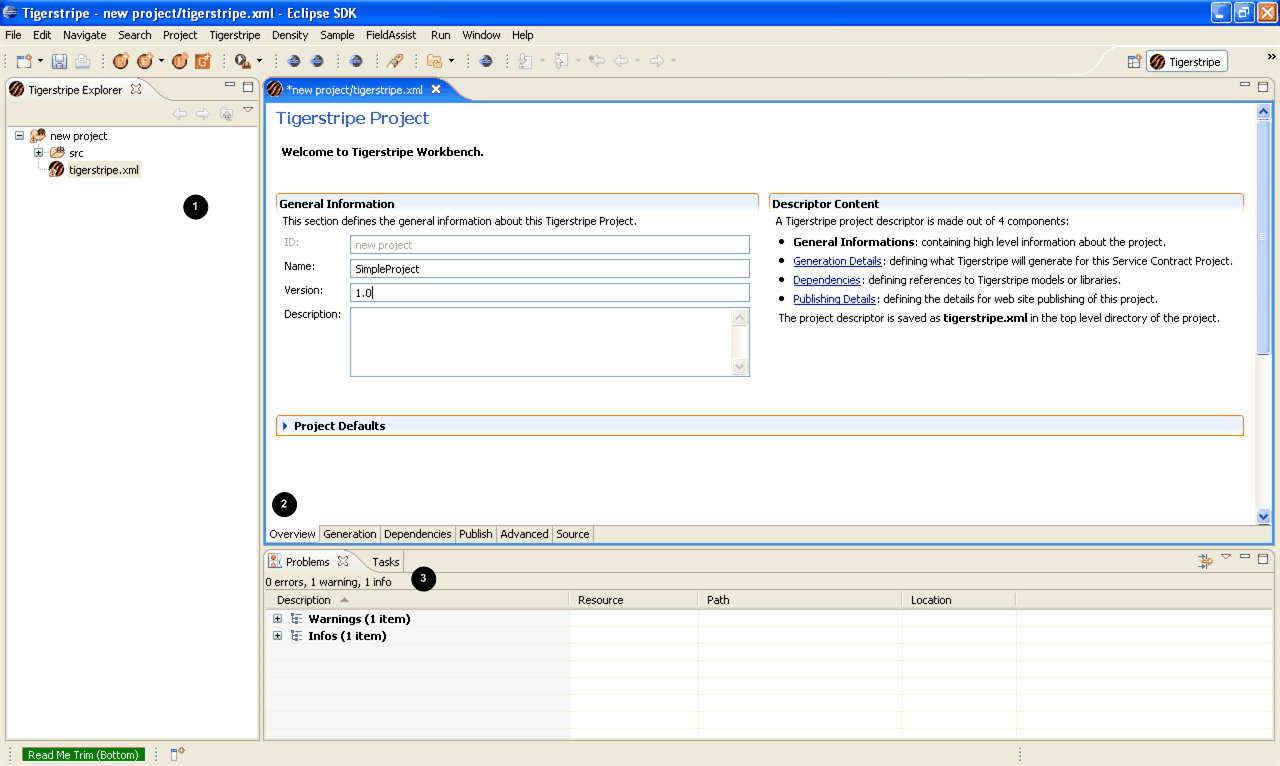 Tigerstripe - new project/tigerstripe.xml - Eclipse SDK
File Edit Navigate Search Project Tigerstripe Density Sample FieldAssist Run Window Help
Tigerstripe
»
Tigerstripe Explorer
new project
src
tigerstripe.xml
1
*new project/tigerstripe.xml
Tigerstripe Project
Welcome to Tigerstripe Workbench.
General Information
This section defines the general information about this Tigerstripe Project.
ID: new project
Name: SimpleProject
Version: 1.0
Description:
Descriptor Content
A Tigerstripe project descriptor is made out of 4 components:
• General Informations: containing high level information about the project.
• Generation Details: defining what Tigerstripe will generate for this Service Contract Project.
• Dependencies: defining references to Tigerstripe models or libraries.
• Publishing Details: defining the details for web site publishing of this project.
The project descriptor is saved as tigerstripe.xml in the top level directory of the project.
Project Defaults
2
Overview Generation Dependencies Publish Advanced Source
Problems Tasks
3
0 errors, 1 warning, 1 info
Description Resource Path Location
Warnings (1 item)
Infos (1 item)
Read Me Trim (Bottom)